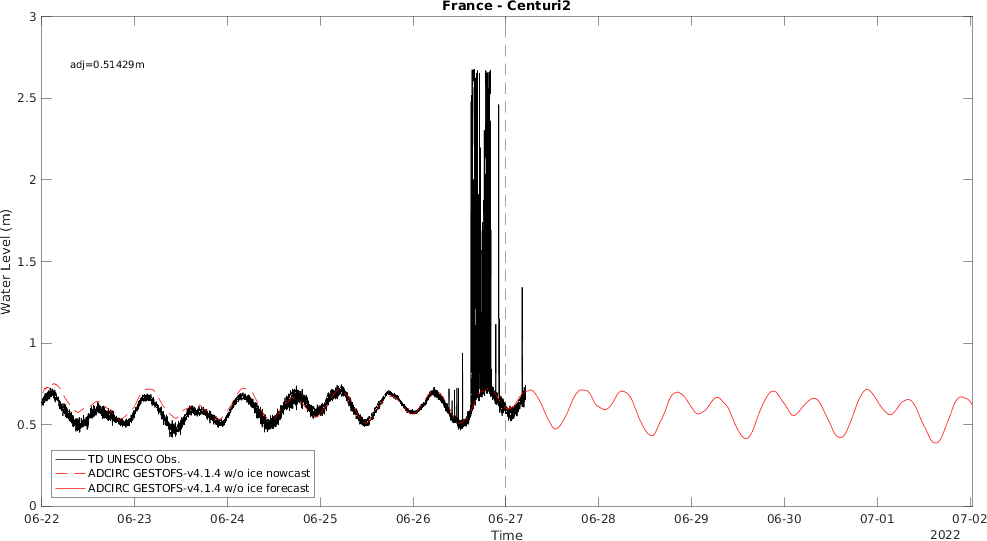 France - Centuri2
3
adj=0.51429m
2.5
2
1.5
1
0.5
0
Water Level (m)
TD UNESCO Obs.
ADCIRC GESTOFS-v4.1.4 w/o ice nowcast
ADCIRC GESTOFS-v4.1.4 w/o ice forecast
06-22 06-23 06-24 06-25 06-26 06-27 06-28 06-29 06-30 07-01 07-02
Time
2022